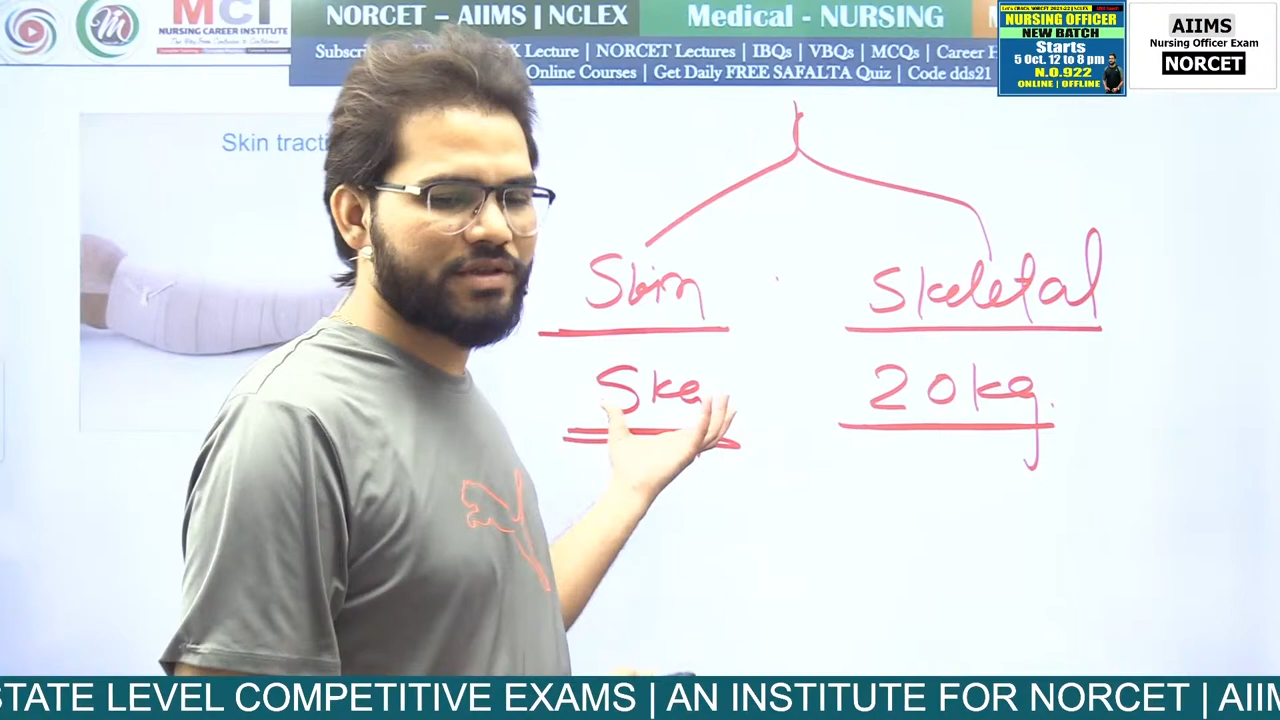 MCI
NURSING CAREER INSTITUTE
NORCET – AIIMS | NCLEX
Medical - NURSING
Lecture | NORCET Lectures | IBQs | VBQs | MCQs | Career
Online Courses | Get Daily FREE SAFALTA Quiz | Code dds21
NURSING OFFICER
NEW BATCH
Starts
5 Oct. 12 to 8 pm
N.O.922
ONLINE | OFFLINE
AIIMS
Nursing Officer Exam
NORCET
Skin
Skin Skeletal
5kg 20kg.
STATE LEVEL COMPETITIVE EXAMS | AN INSTITUTE FOR NORCET |